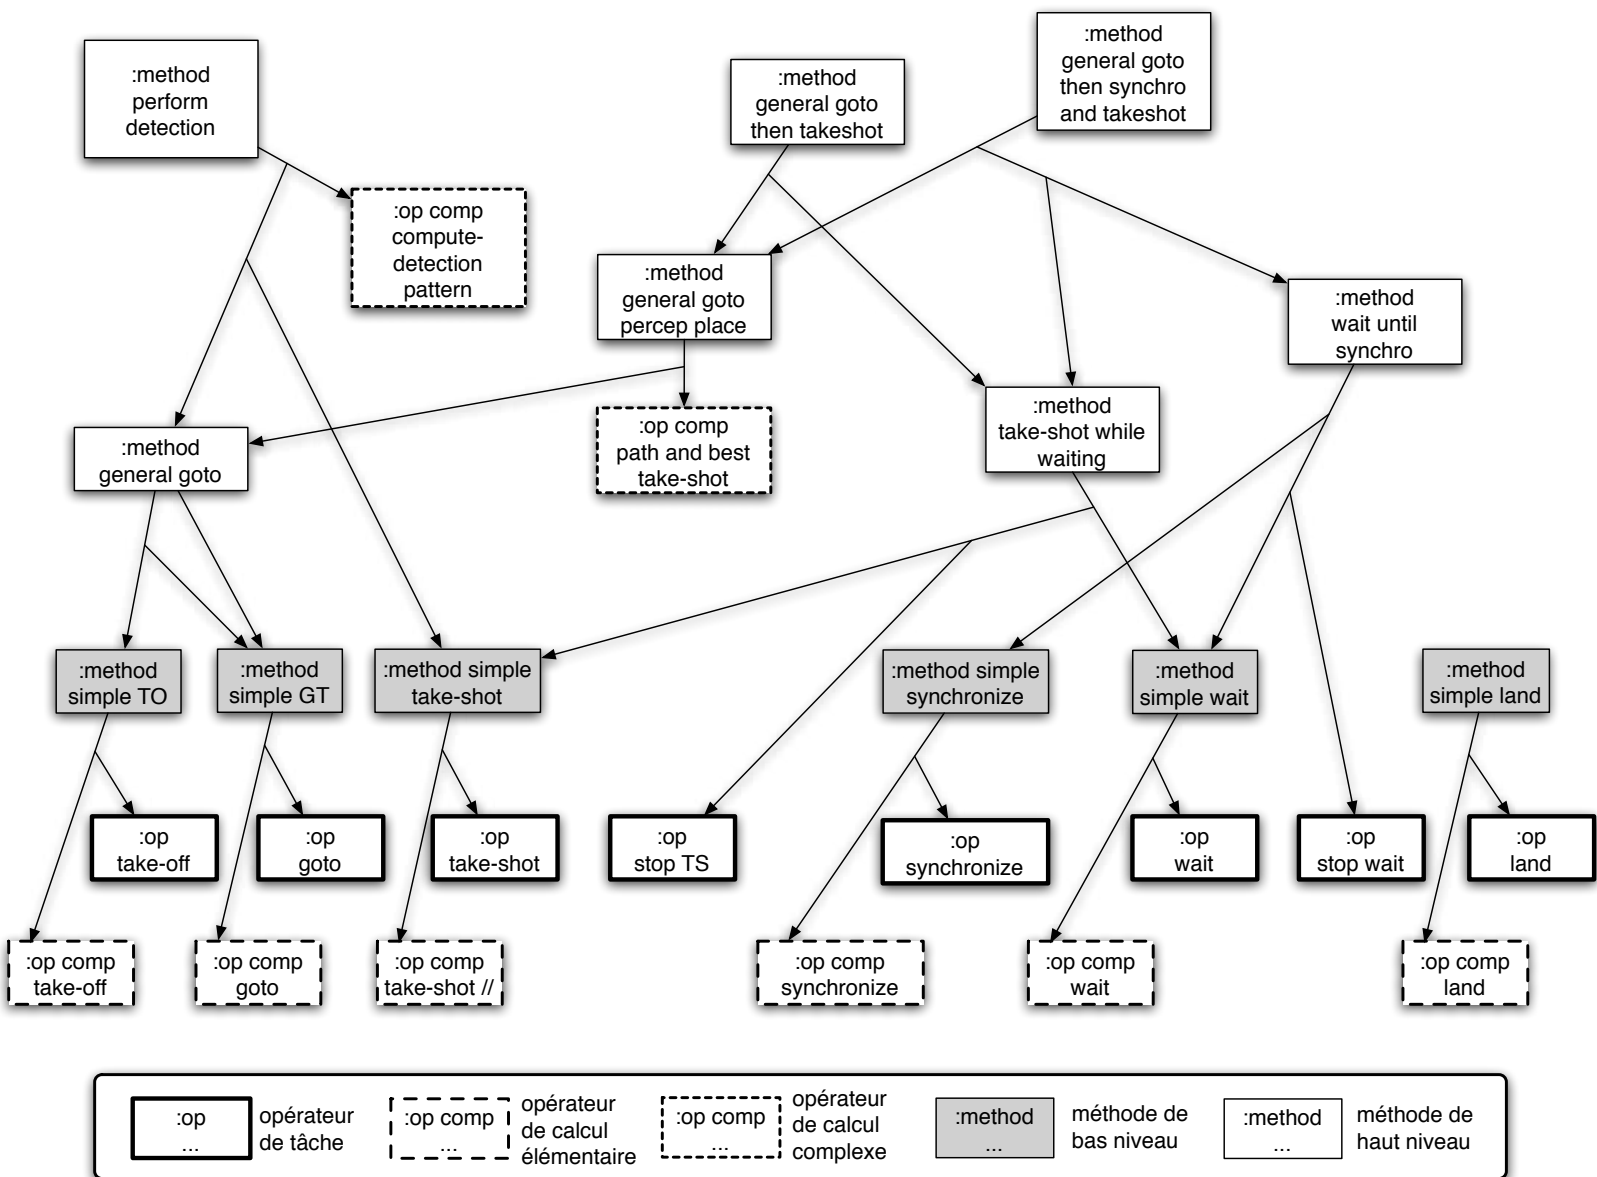 :method
perform
detection
:method
general goto
then takeshot
:method
general goto
then synchro
and takeshot
:op comp
compute-
detection
pattern
:method
general goto
percep place
:method
wait until
synchro
:method
general goto
:op comp
path and best
take-shot
:method
take-shot while
waiting
:method
simple TO
:method
simple GT
:method simple
take-shot
:method simple
synchronize
:method
simple wait
:method
simple land
:op
take-off
:op
goto
:op
take-shot
:op
stop TS
:op
synchronize
:op
wait
:op
stop wait
:op
land
:op comp
take-off
:op comp
goto
:op comp
take-shot //
:op comp
synchronize
:op comp
wait
:op comp
land
:op
...
opérateur
de tâche
:op comp
...
opérateur
de calcul
élémentaire
:op comp
...
opérateur
de calcul
complexe
:method
...
méthode de
bas niveau
:method
...
méthode de
haut niveau